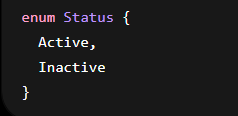 enum Status {
  Active,
  Inactive
}